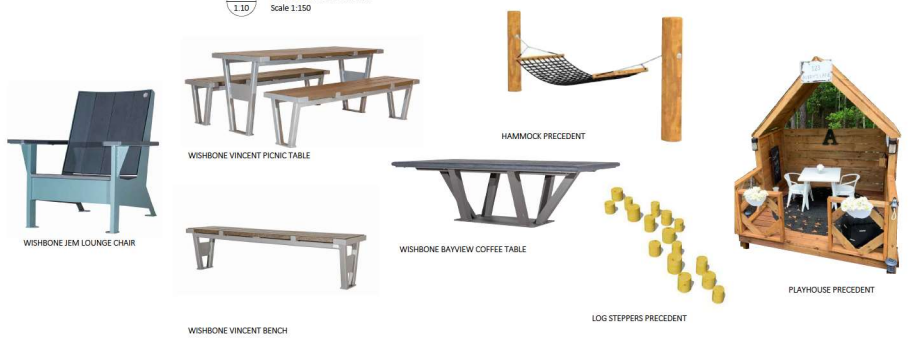 1.10
Scale 1:150
HAMMOCK PRECEDENT
WISHBONE VINCENT PICNIC TABLE
WISHBONE JEM LOUNGE CHAIR
WISHBONE BAYVIEW COFFEE TABLE
A
PLAYHOUSE PRECEDENT
LOG STEPPERS PRECEDENT
WISHBONE VINCENT BENCH